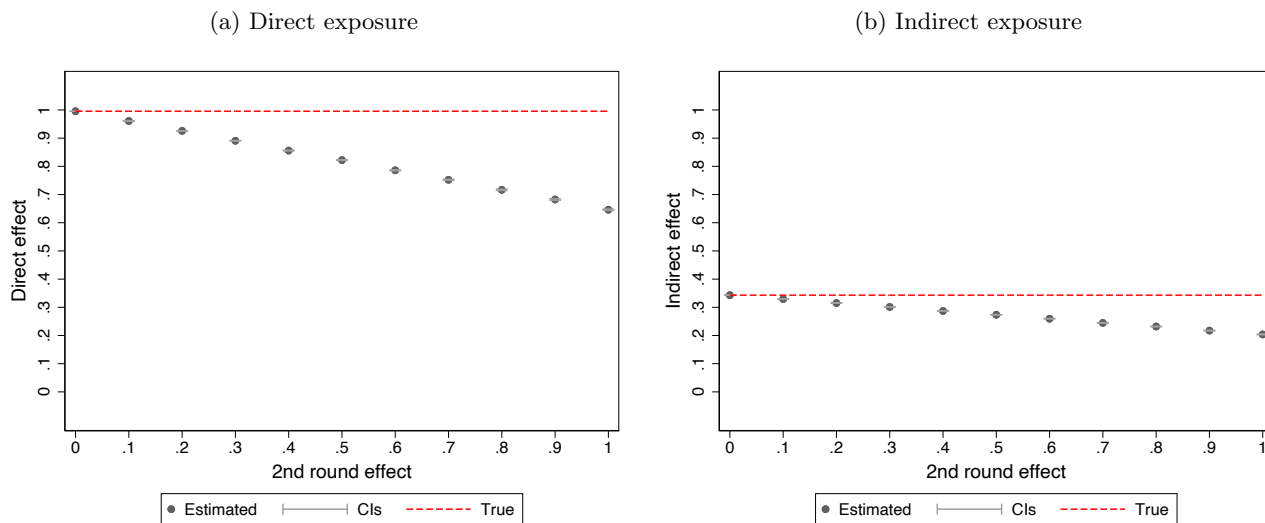 (a) Direct exposure
Direct effect
0 .1 .2 .3 .4 .5 .6 .7 .8 .9 1
0 .1 .2 .3 .4 .5 .6 .7 .8 .9 1
2nd round effect
Estimated CIs True
(b) Indirect exposure
Indirect effect
0 .1 .2 .3 .4 .5 .6 .7 .8 .9 1
0 .1 .2 .3 .4 .5 .6 .7 .8 .9 1
2nd round effect
Estimated CIs True